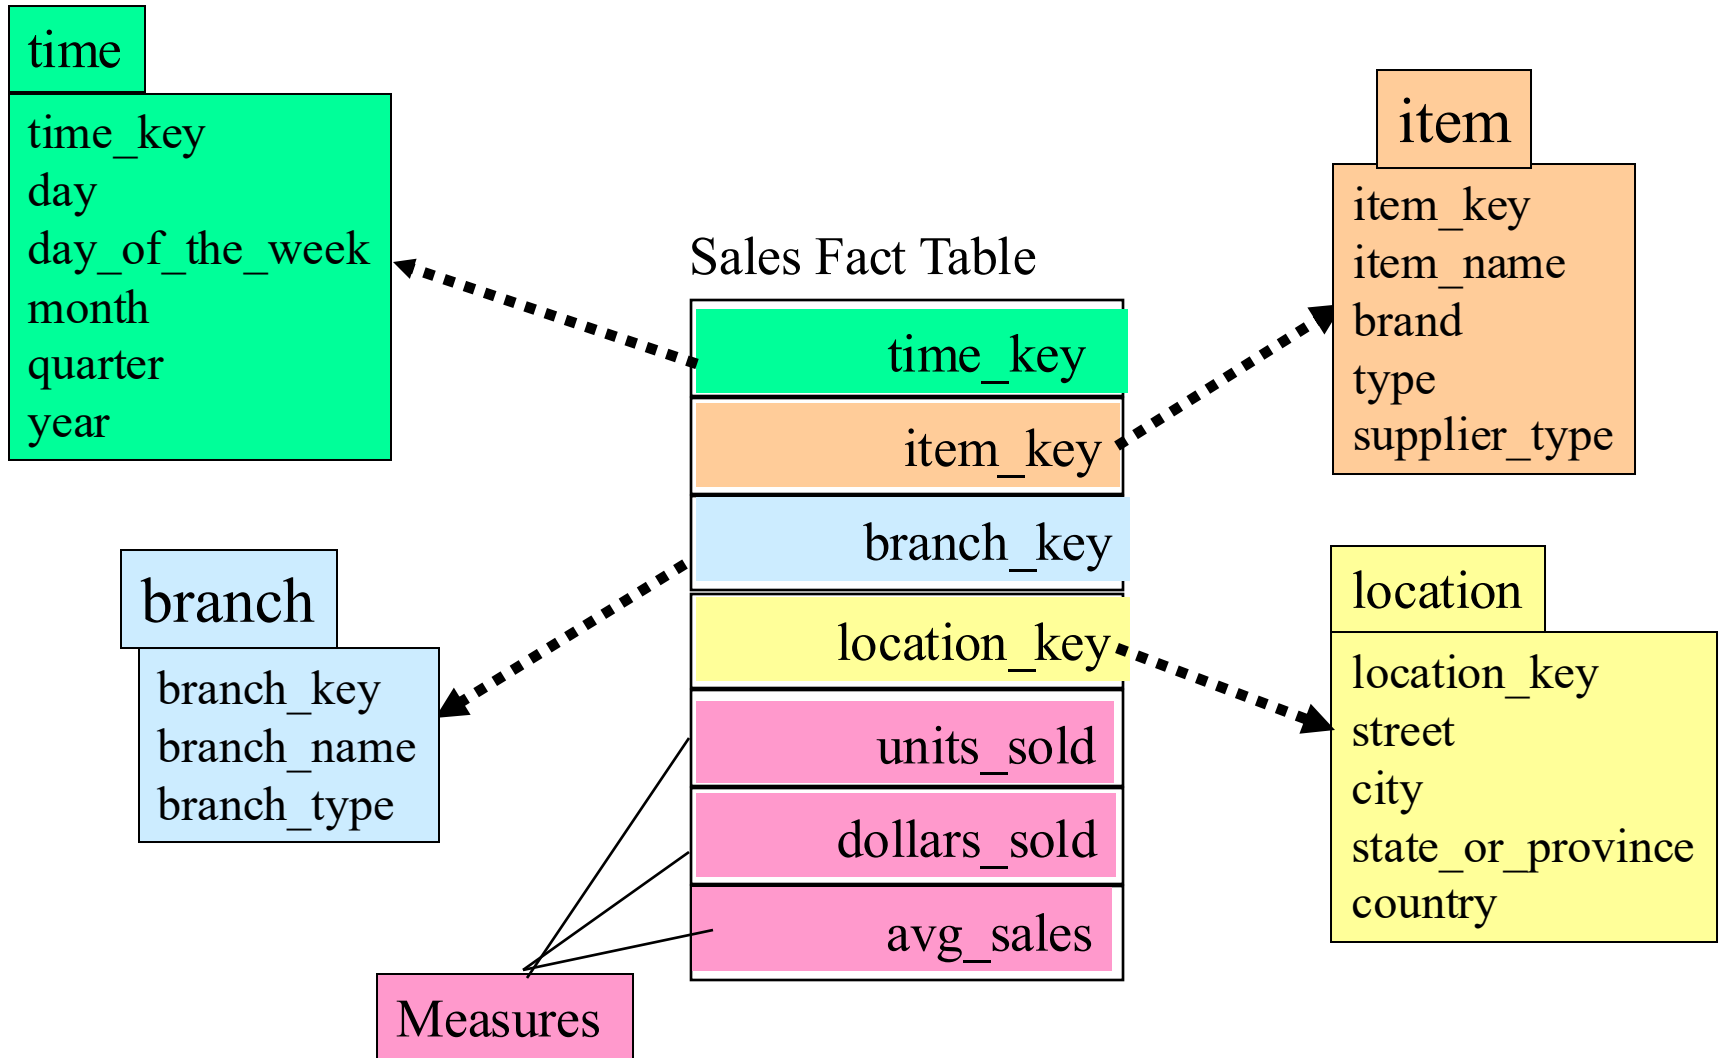 time
time_key
day
day_of_the_week
month
quarter
year
branch
branch_key
branch_name
branch_type
Sales Fact Table
time_key
item_key
branch_key
location_key
units_sold
dollars_sold
avg_sales
Measures
item
item_key
item_name
brand
type
supplier_type
location
location_key
street
city
state_or_province
country